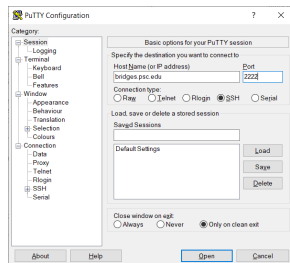 PuTTY Configuration ? ×
Category:
Session
Logging
Terminal
Keyboard
Bell
Features
Window
Appearance
Behaviour
Translation
Selection
Colours
Connection
Data
Proxy
Telnet
Rlogin
SSH
Serial
Basic options for your PuTTY session
Specify the destination you want to connect to
Host Name (or IP address) Port
bridges.psc.edu 2222
Connection type:
Raw Telnet Rlogin SSH Serial
Load, save or delete a stored session
Saved Sessions
Default Settings
Load
Save
Delete
Close window on exit:
Always Never Only on clean exit
About Help Open Cancel